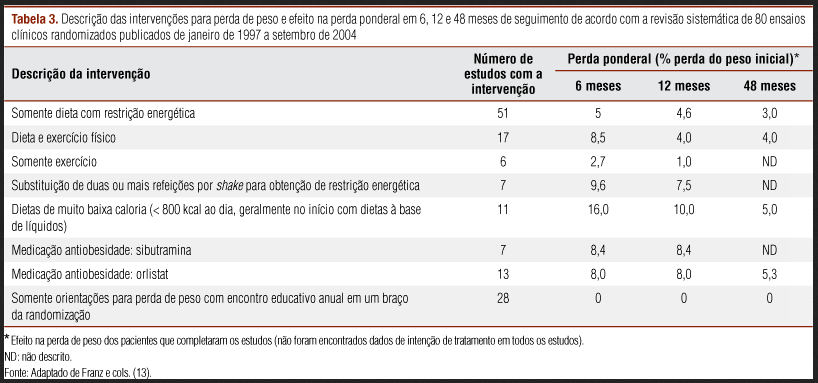 Tabela 3. Descrição das intervenções para perda de peso e efeito na perda ponderal em 6, 12 e 48 meses de seguimento de acordo com a revisão sistemática de 80 ensaios
clínicos randomizados publicados de janeiro de 1997 a setembro de 2004
Descrição da intervenção Número de estudos com a intervenção Perda ponderal (% perda do peso inicial)*
6 meses 12 meses 48 meses
Somente dieta com restrição energética 51 5 4,6 3,0
Dieta e exercício físico 17 8,5 4,0 4,0
Somente exercício 6 2,7 1,0 ND
Substituição de duas ou mais refeições por shake para obtenção de restrição energética 7 9,6 7,5 ND
Dietas de muito baixa caloria (< 800 kcal ao dia, geralmente no início com dietas à base 11 16,0 10,0 5,0
de líquidos)
Medicação antiobesidade: sibutramina 7 8,4 8,4 ND
Medicação antiobesidade: orlistat 13 8,0 8,0 5,3
Somente orientações para perda de peso com encontro educativo anual em um braço 28 0 0 0
da randomização
* Efeito na perda de peso dos pacientes que completaram os estudos (não foram encontrados dados de intenção de tratamento em todos os estudos).
ND: não descrito.
Fonte: Adaptado de Franz e cols. (13).